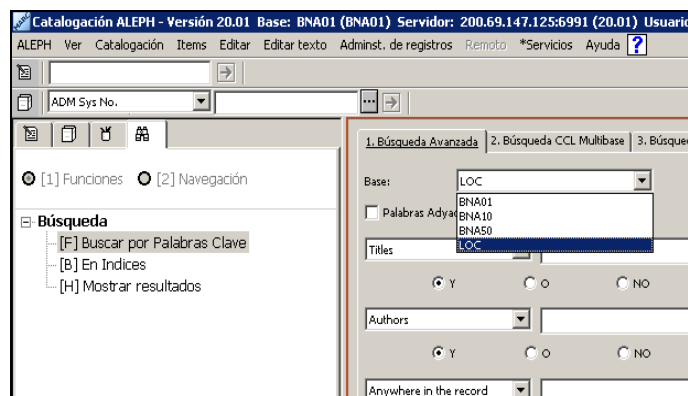 Catalogación ALEPH - Versión 20.01 Base: BNA01 (BNA01) Servidor: 200.69.147.125:6991 (20.01) Usuario
ALEPH Ver Catalogación Items Editar Editar texto Adminst. de registros Remoto *Servicios Ayuda ?
ADM Sys No.
1. Búsqueda Avanzada 2. Búsqueda CCL Multibase 3. Búsque
[1] Funciones [2] Navegación
Base: LOC
BNA01
Palabras Adya
BNA10
BNA50
LOC
Búsqueda
[F] Buscar por Palabras Clave
[B] En Indices
[H] Mostrar resultados
Titles
Y O NO
Authors
Y O NO
Anywhere in the record